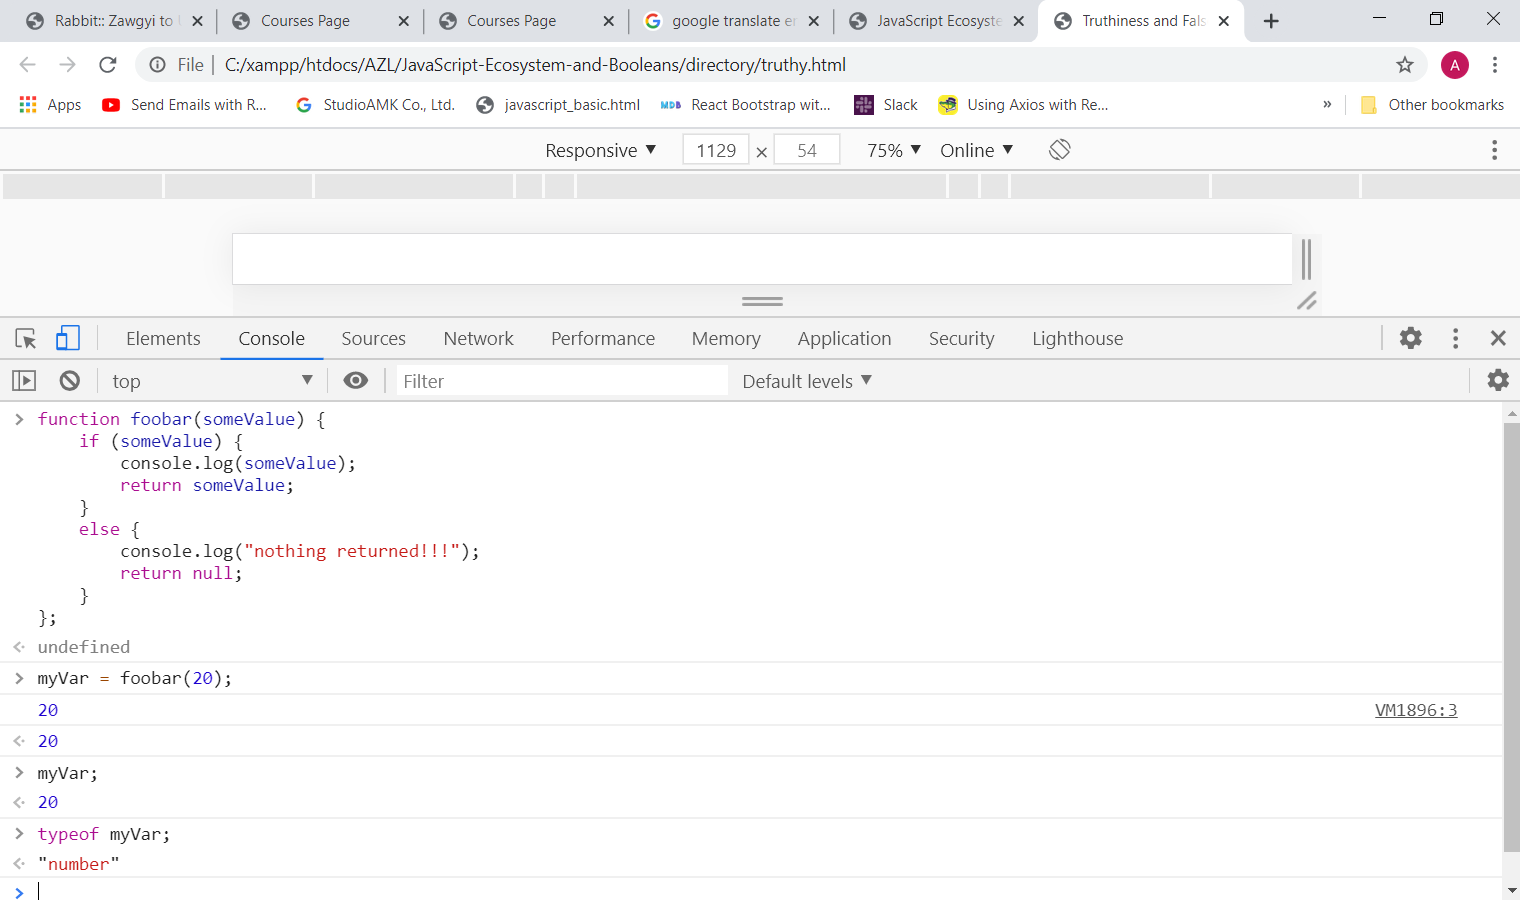 Rabbit:: Zawgyi to
Courses Page
Courses Page
google translate en
JavaScript Ecosyste
Truthiness and Fals
File
C:/xampp/htdocs/AZL/JavaScript-Ecosystem-and-Booleans/directory/truthy.html
A
Apps
Send Emails with R...
StudioAMK Co., Ltd.
javascript_basic.html
MDB
React Bootstrap wit...
Slack
Using Axios with Re...
»
Other bookmarks
Responsive
1129 × 54
75%
Online
Elements
Console
Sources
Network
Performance
Memory
Application
Security
Lighthouse
top
Filter
Default levels
function foobar(someValue) {
if (someValue) {
console.log(someValue);
return someValue;
}
else {
console.log("nothing returned!!!");
return null;
}
};
undefined
myVar = foobar(20);
20
VM1896:3
20
myVar;
20
typeof myVar;
"number"